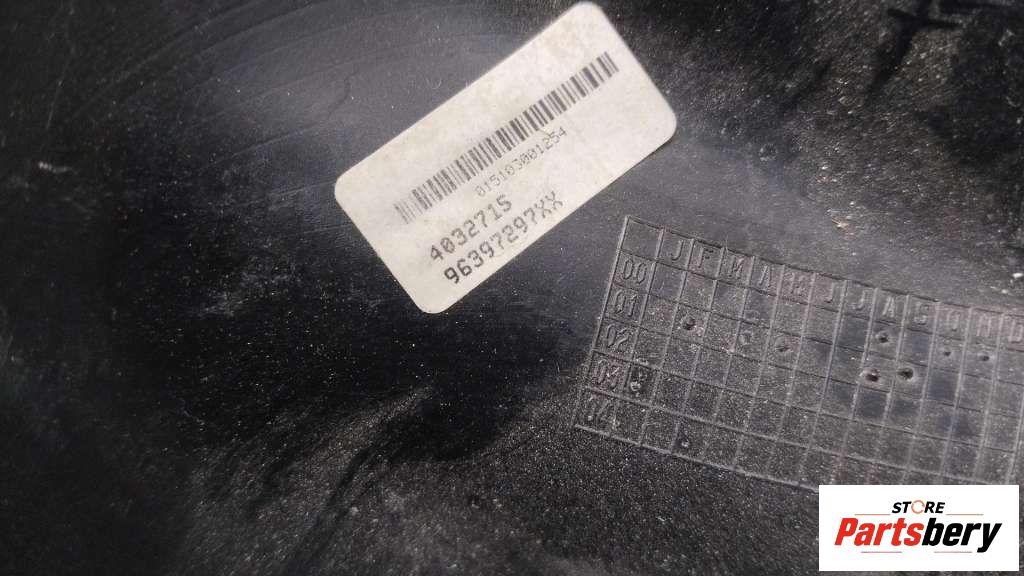 015103001254
4032715
96397297XX
J F M A M J J A S O N D
00
01
02
03
04
STORE
Partsbery